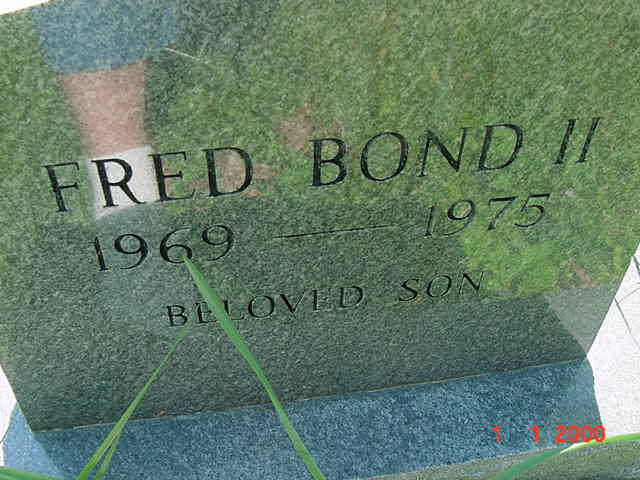 FRED BOND II
1969 — 1975
BELOVED SON
1 1 2000